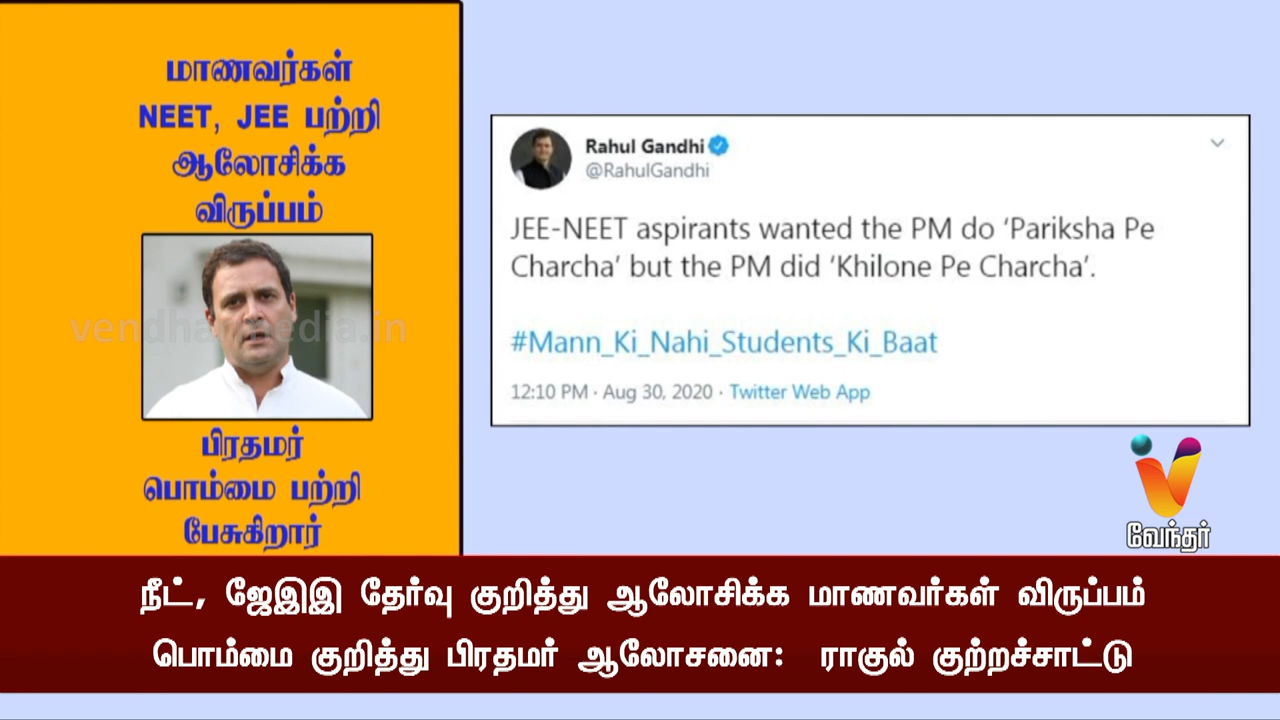 மாணவர்கள்
NEET, JEE பற்றி
ஆலோசிக்க
விருப்பம்
vendharmedia.in
பிரதமர்
பொம்மை பற்றி
பேசுகிறார்
Rahul Gandhi
@RahulGandhi
JEE-NEET aspirants wanted the PM do ‘Pariksha Pe
Charcha’ but the PM did ‘Khilone Pe Charcha’.
#Mann_Ki_Nahi_Students_Ki_Baat
12:10 PM · Aug 30, 2020 · Twitter Web App
வேந்தர்
நீட், ஜேஇஇ தேர்வு குறித்து ஆலோசிக்க மாணவர்கள் விருப்பம்
பொம்மை குறித்து பிரதமர் ஆலோசனை: ராகுல் குற்றச்சாட்டு